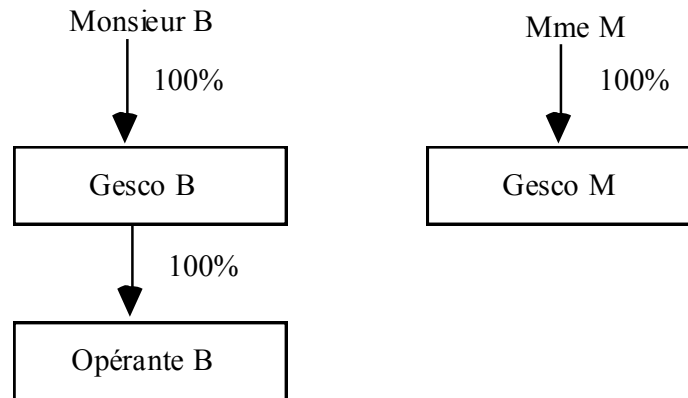 Monsieur B
Mme M
100%
100%
Gesco B
Gesco M
100%
Opérante B